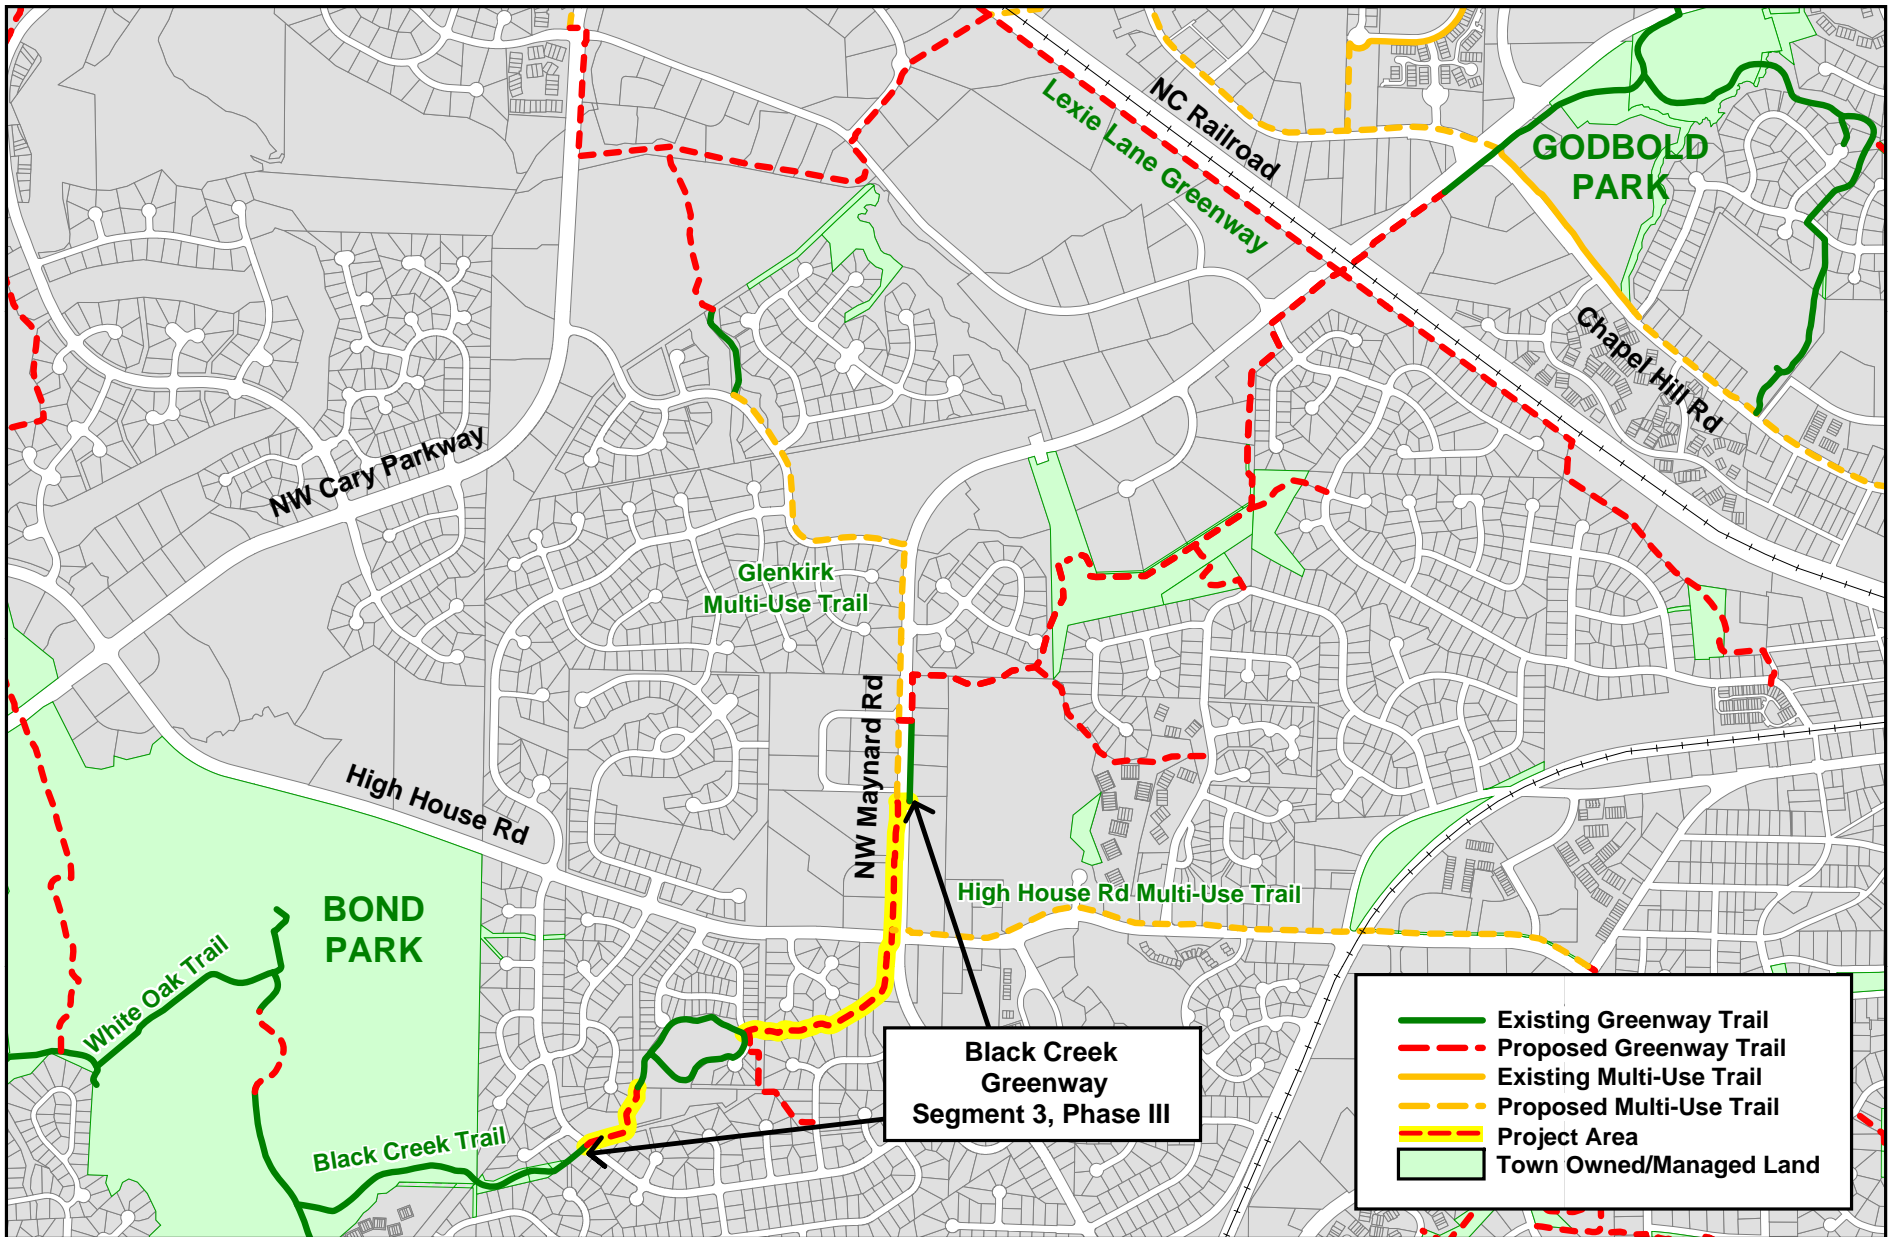 NC Railroad
Lexie Lane Greenway
GODBOLD
PARK
Chapel Hill Rd
NW Cary Parkway
Glenkirk
Multi-Use Trail
NW Maynard Rd
High House Rd
High House Rd Multi-Use Trail
BOND
PARK
White Oak Trail
Black Creek Trail
Black Creek
Greenway
Segment 3, Phase III
Existing Greenway Trail
Proposed Greenway Trail
Existing Multi-Use Trail
Proposed Multi-Use Trail
Project Area
Town Owned/Managed Land